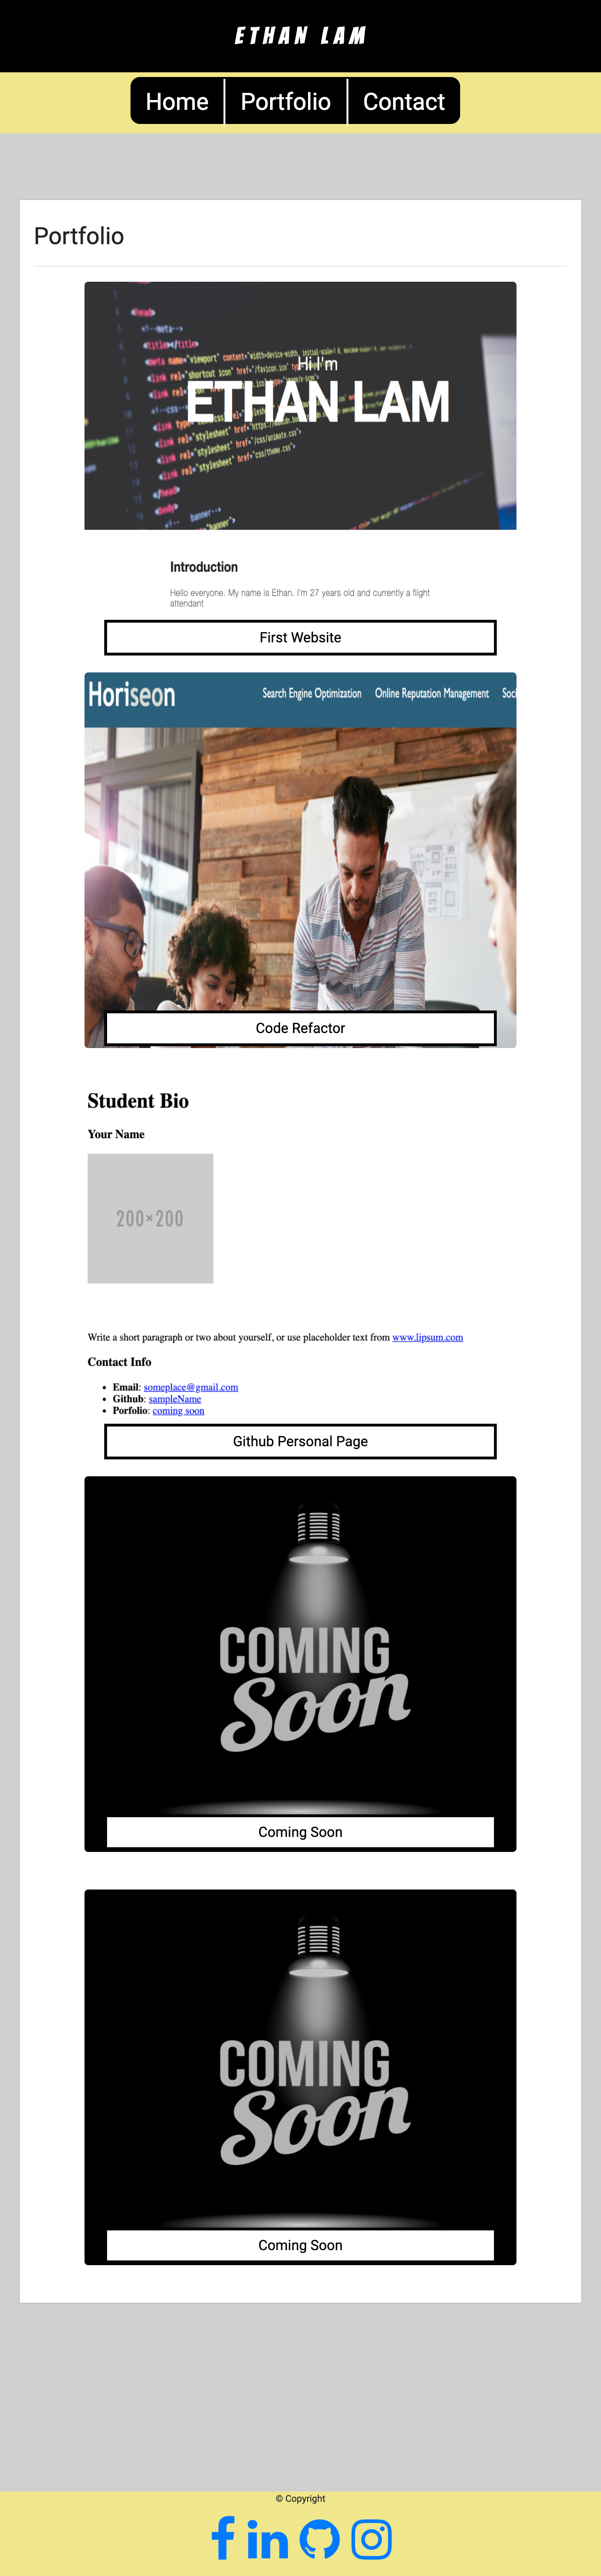 ETHAN LAM
Home
Portfolio
Contact
Portfolio
Hi I'm
ETHAN LAM
Introduction
Hello everyone. My name is Ethan. I'm 27 years old and currently a flight
attendant
First Website
Horiseon
Search Engine Optimization
Online Reputation Management
Soci
Code Refactor
Student Bio
Your Name
200×200
Write a short paragraph or two about yourself, or use placeholder text from www.lipsum.com
Contact Info
• Email: someplace@gmail.com
• Github: sampleName
• Porfolio: coming soon
Github Personal Page
COMING
Soon
Coming Soon
COMING
Soon
Coming Soon
© Copyright